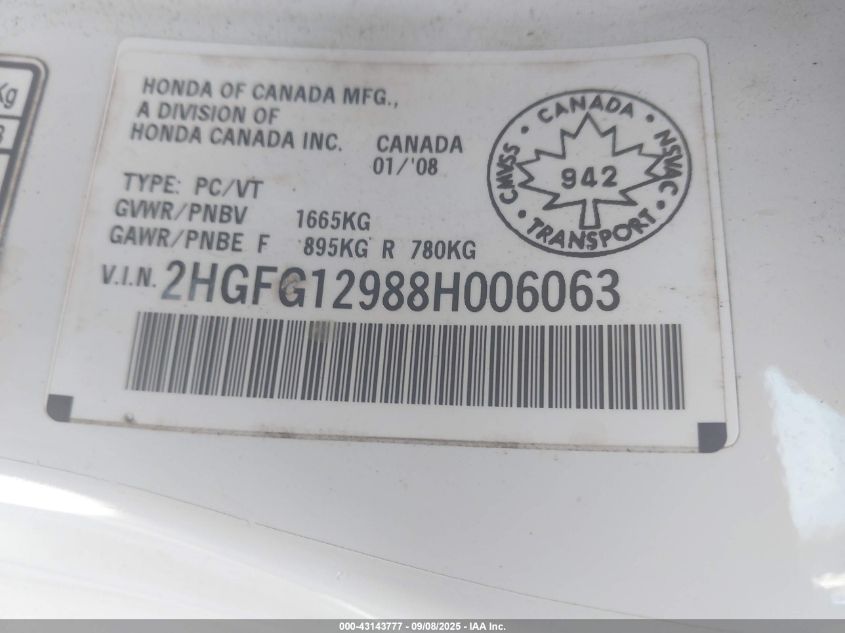 Kg
HONDA OF CANADA MFG.,
A DIVISION OF
HONDA CANADA INC. CANADA
01/'08
TYPE: PC/VT
GVWR/PNBV 1665KG
GAWR/PNBE F 895KG R 780KG
V.I.N. 2HGFG12988H006063
CANADA
CMVSS 942 NSVAC
TRANSPORT
000-43143777 - 09/08/2025 - IAA Inc.